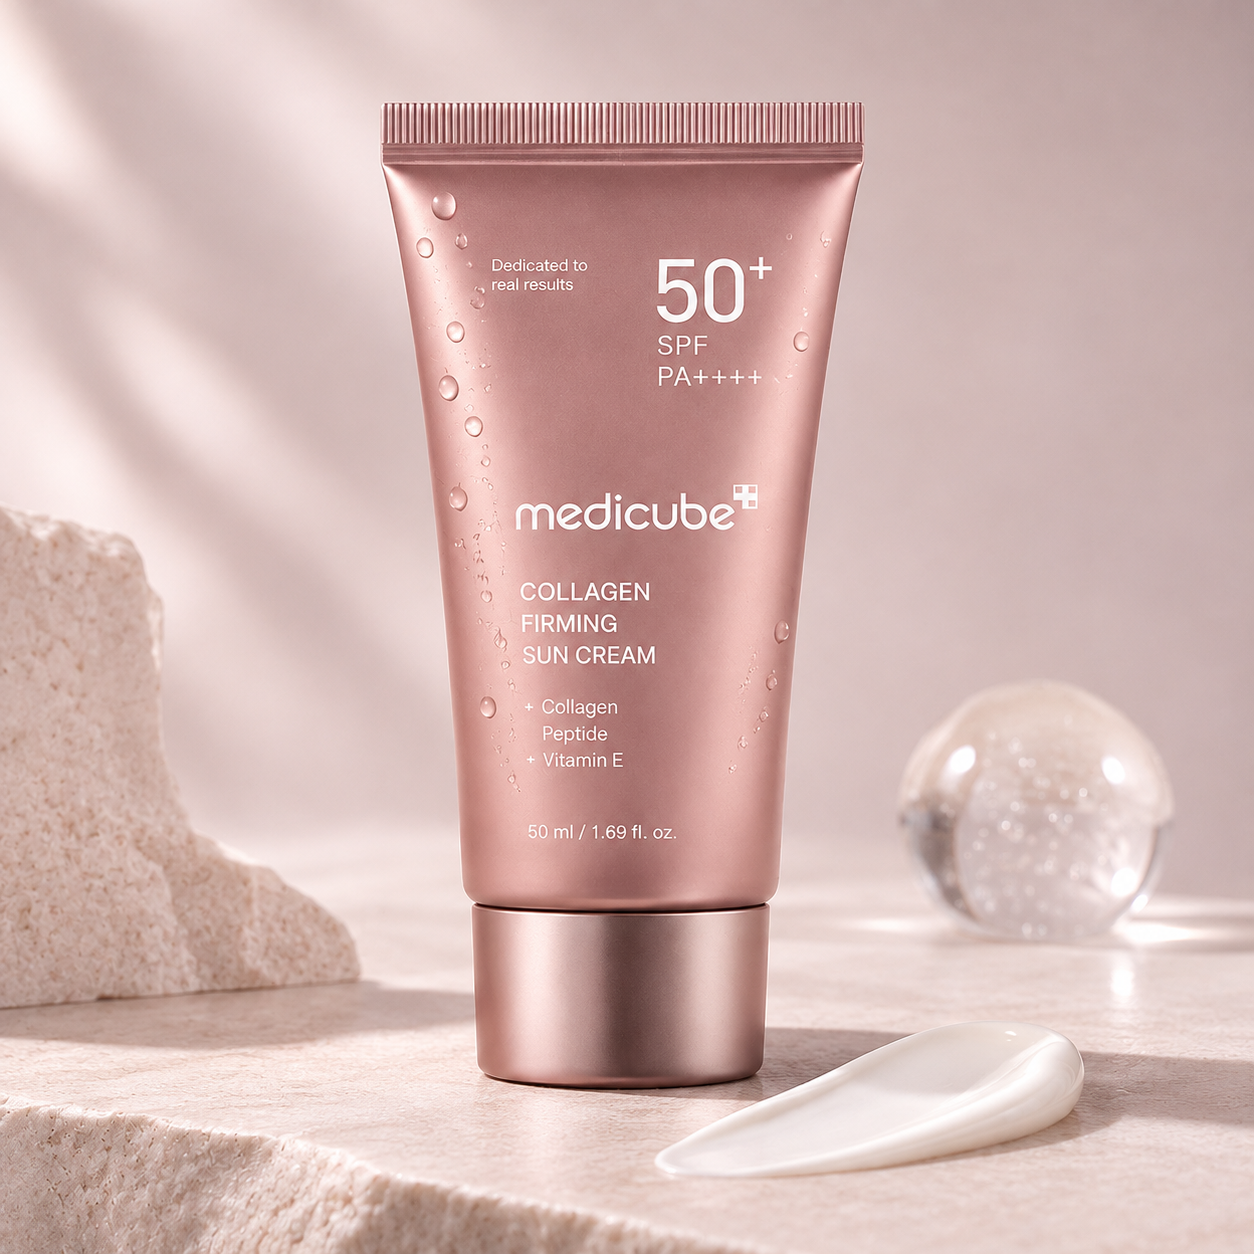 Dedicated to
real results
50+
SPF
PA++++
medicube
COLLAGEN
FIRMING
SUN CREAM
+ Collagen
Peptide
+ Vitamin E
50 ml / 1.69 fl. oz.